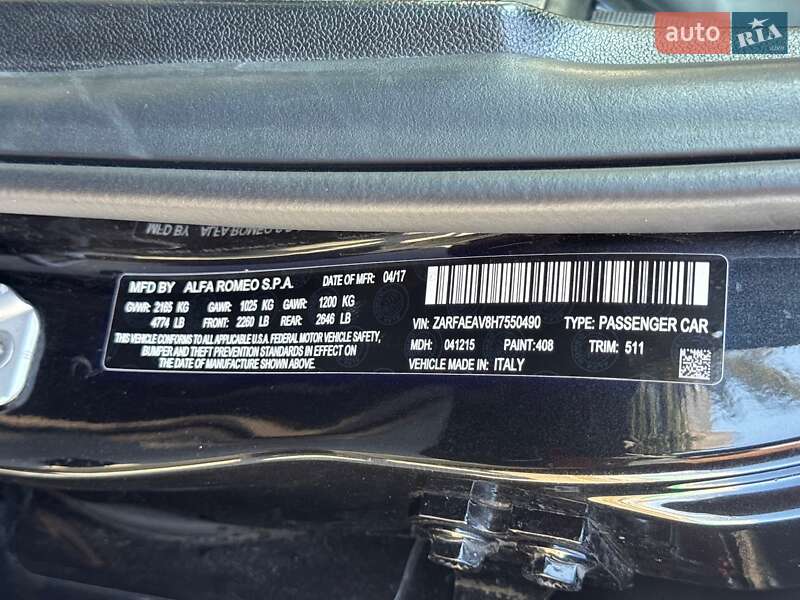 auto RIA
.com
MFD BY ALFA ROMEO S.P.A. DATE OF MFR: 04/17
GVWR: 2165 KG GAWR: 1025 KG GAWR: 1200 KG
4774 LB FRONT: 2260 LB REAR: 2646 LB
THIS VEHICLE CONFORMS TO ALL APPLICABLE U.S.A. FEDERAL MOTOR VEHICLE SAFETY,
BUMPER AND THEFT PREVENTION STANDARDS IN EFFECT ON
THE DATE OF MANUFACTURE SHOWN ABOVE.
VIN: ZARFAEAV8H7550490 TYPE: PASSENGER CAR
MDH: 041215 PAINT:408 TRIM: 511
VEHICLE MADE IN: ITALY